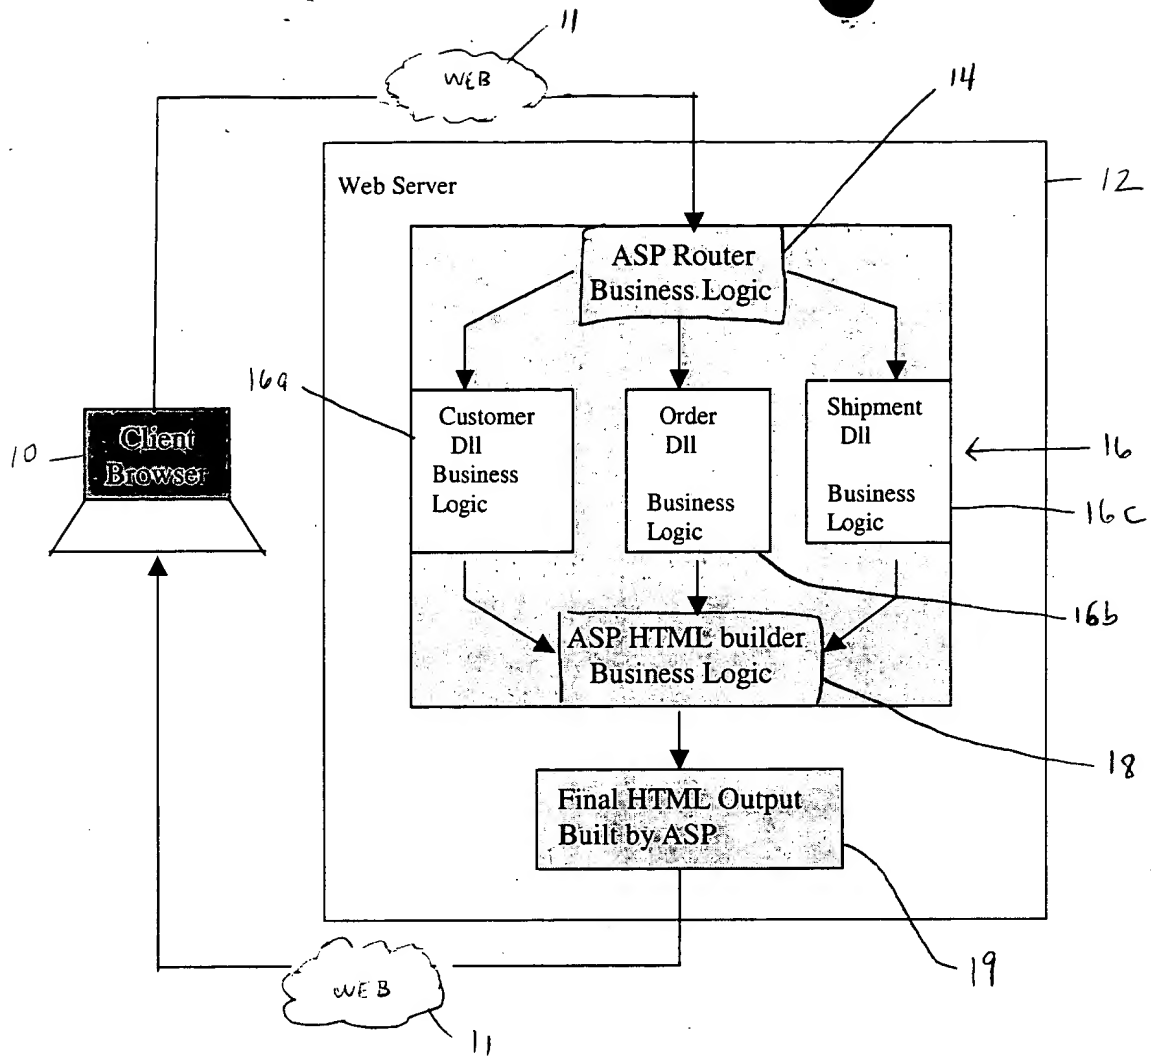 11
WEB
14
Web Server
12
ASP Router
Business Logic
16a
Customer
Dll
Business
Logic
Order
Dll
Business
Logic
Shipment
Dll
Business
Logic
16
16c
10
Client
Browser
16b
ASP HTML builder
Business Logic
18
Final HTML Output
Built by ASP
19
WEB
11